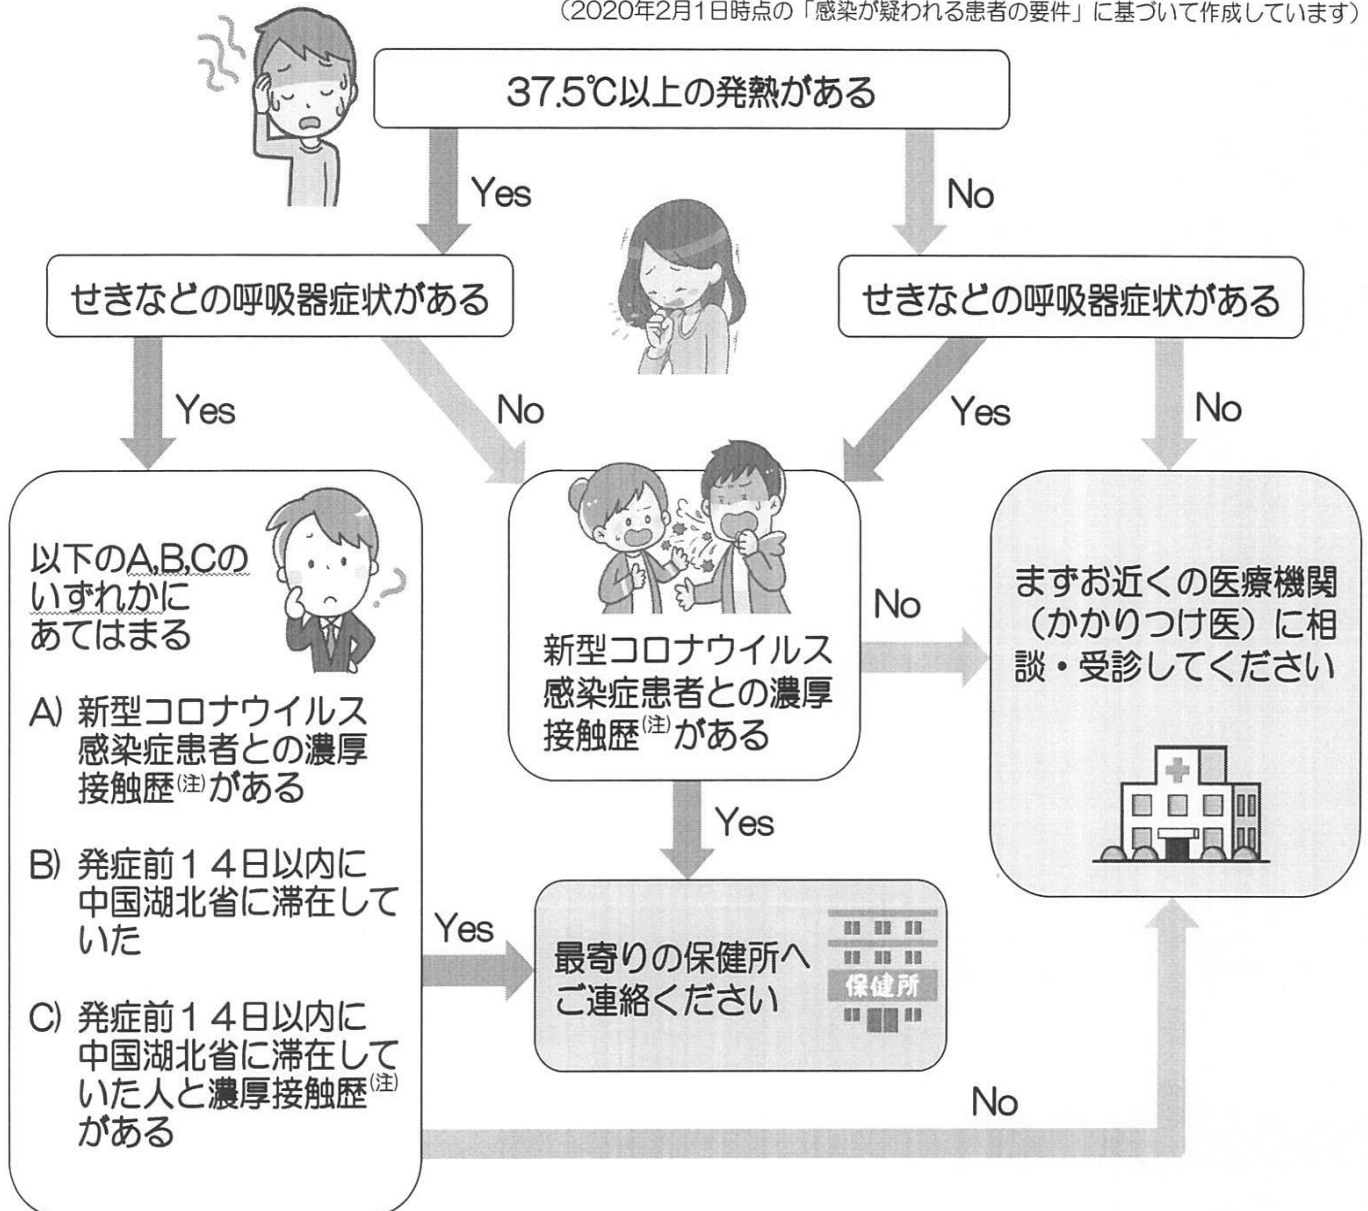 （2020年2月1日時点の「感染が疑われる患者の要件」に基づいて作成しています）
37.5℃以上の発熱がある
Yes
No
せきなどの呼吸器症状がある
せきなどの呼吸器症状がある
Yes
No
Yes
No
以下のA,B,Cの
いずれかに
あてはまる
A) 新型コロナウイルス
感染症患者との濃厚
接触歴(注)がある
B) 発症前１４日以内に
中国湖北省に滞在して
いた
C) 発症前１４日以内に
中国湖北省に滞在して
いた人と濃厚接触歴(注)
がある
新型コロナウイルス
感染症患者との濃厚
接触歴(注)がある
No
Yes
まずお近くの医療機関
（かかりつけ医）に相
談・受診してください
Yes
最寄りの保健所へ
ご連絡ください
保健所
No